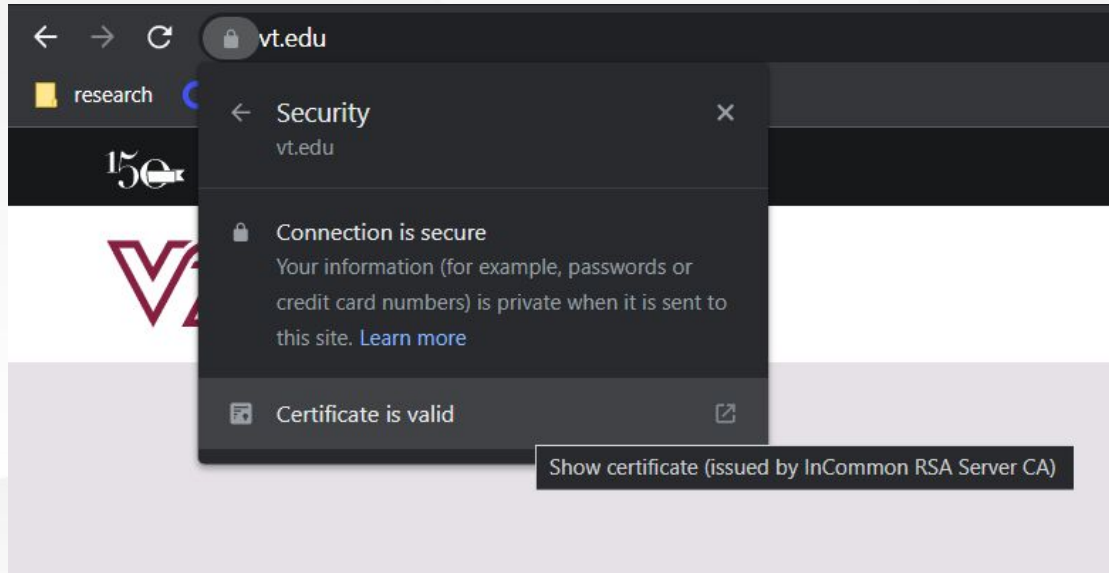 vt.edu
research
150
Security
vt.edu
Connection is secure
Your information (for example, passwords or
credit card numbers) is private when it is sent to
this site. Learn more
Certificate is valid
Show certificate (issued by InCommon RSA Server CA)